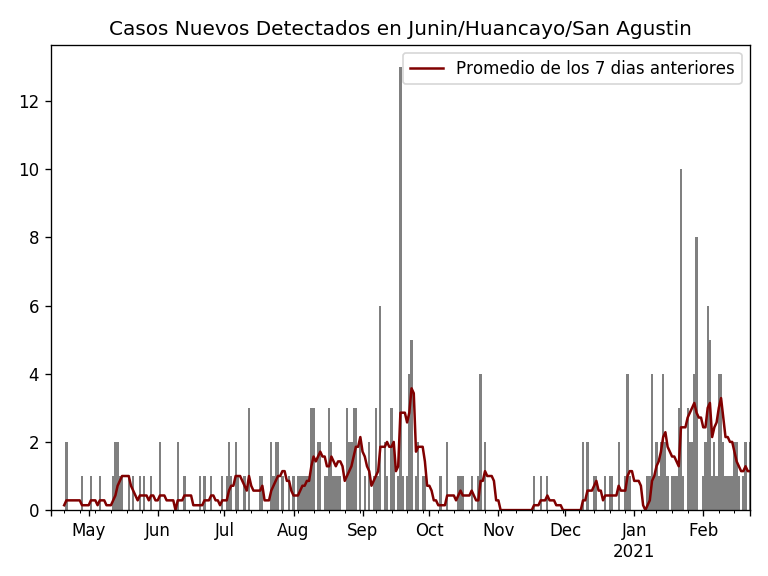 Casos Nuevos Detectados en Junin/Huancayo/San Agustin
Promedio de los 7 dias anteriores
12
10
8
6
4
2
0
May Jun Jul Aug Sep Oct Nov Dec Jan Feb
2021